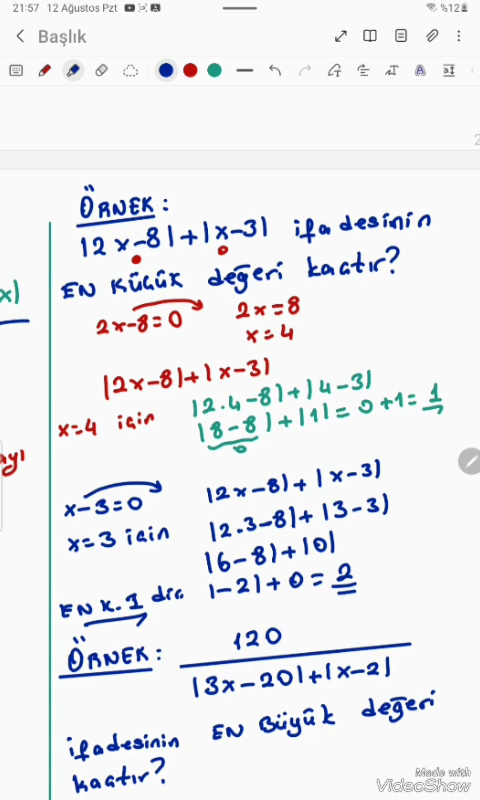 21:57 12 Ağustos Pzt %12
Başlık
ÖRNEK:
|2x-8|+|x-3| ifadesinin
EN KÜÇÜK değeri kaçtır?
x|
2x-8=0 2x=8
x=4
|2x-8|+|x-3|
x=4 için |2.4-8|+|4-3|
|8-8|+|1|=0+1=1
0
ayı
x-3=0 |2x-8|+|x-3|
x=3 için |2.3-8|+|3-3|
|6-8|+|0|
|-2|+0=2
EN K. 1 dir
ÖRNEK: 120
|3x-20|+|x-2|
ifadesinin EN BÜYÜK değeri
kaçtır?
Made with
VideoShow